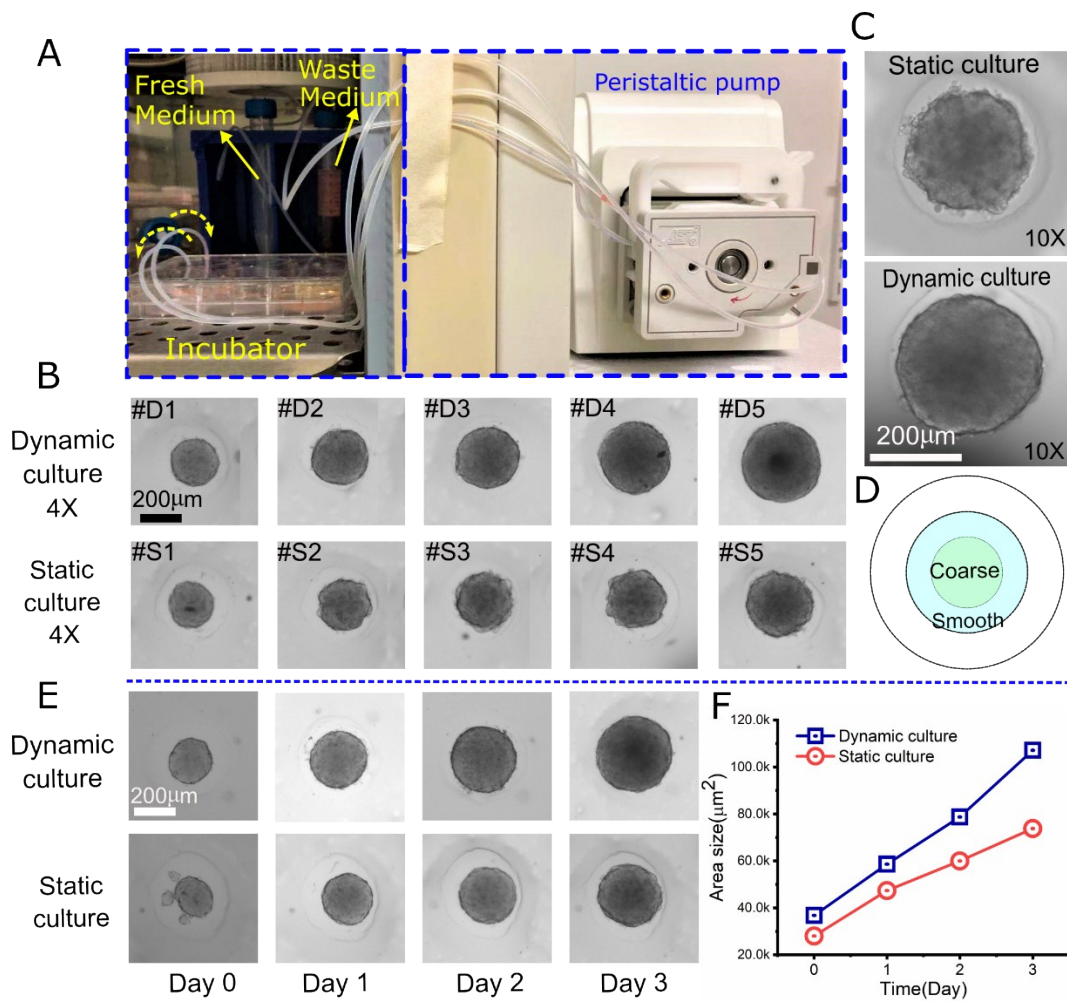 A
Fresh
Medium
Waste
Medium
Incubator
Peristaltic pump
C
Static culture
10X
Dynamic culture
200μm
10X
B
Dynamic
culture
4X
#D1
#D2
#D3
#D4
#D5
200μm
Static
culture
4X
#S1
#S2
#S3
#S4
#S5
D
Coarse
Smooth
E
Dynamic
culture
200μm
Static
culture
Day 0
Day 1
Day 2
Day 3
F
120.0k
100.0k
80.0k
60.0k
40.0k
20.0k
Area size(μm²)
Dynamic culture
Static culture
0
1
2
3
Time(Day)